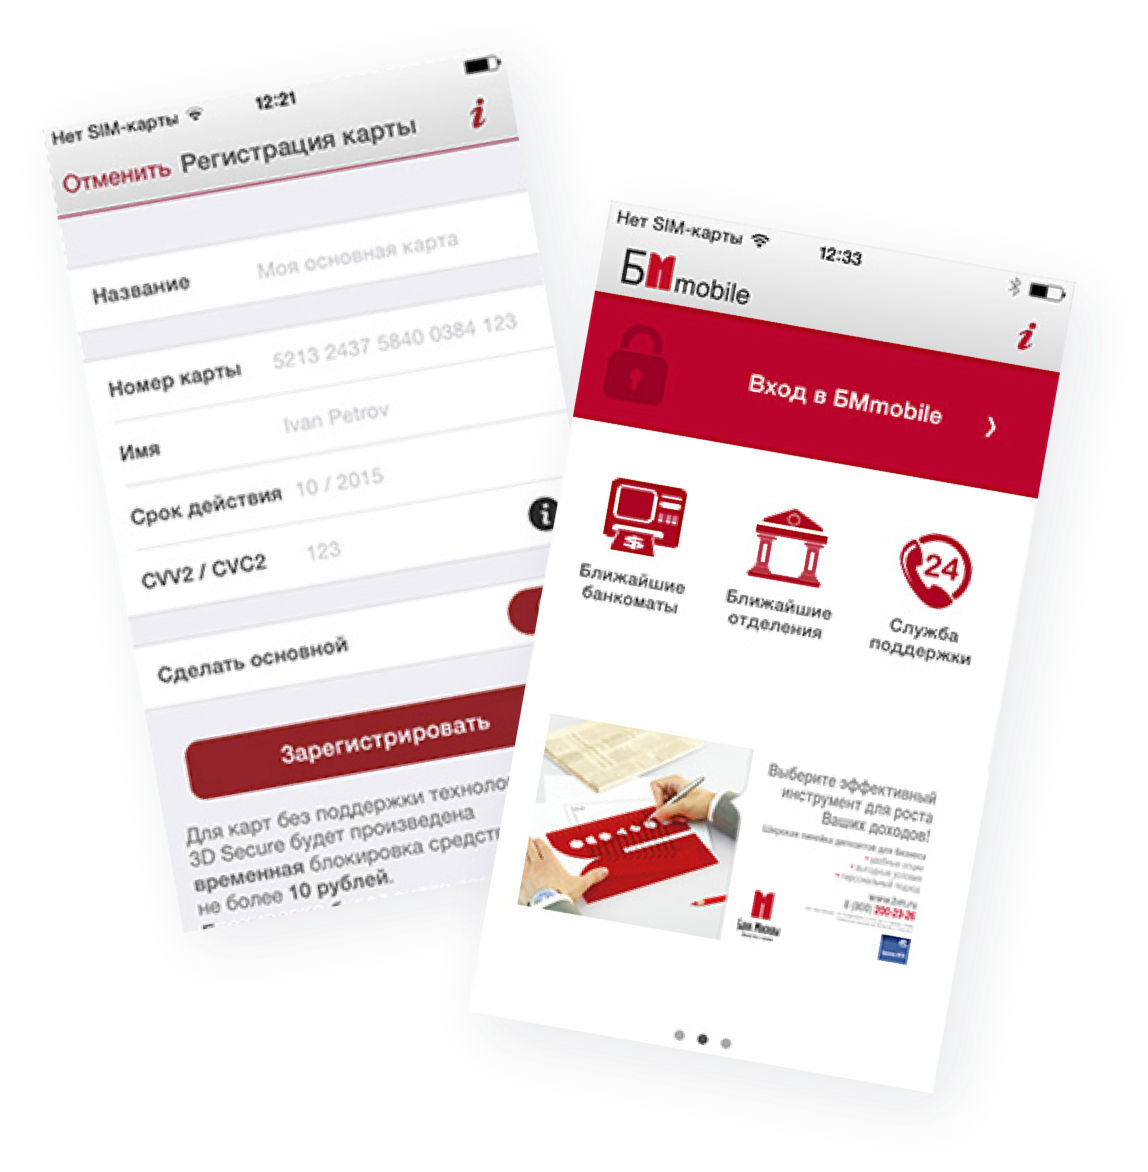 Нет SIM-карты
12:21
Отменить Регистрация карты
i
Название Моя основная карта
Номер карты 5213 2437 5840 0384 123
Имя Ivan Petrov
Срок действия 10 / 2015
CVV2 / CVC2 123
i
Сделать основной
Зарегистрировать
Для карт без поддержки техноло
3D Secure будет произведена
временная блокировка средств
не более 10 рублей.
Нет SIM-карты
12:33
БМmobile
i
Вход в БМmobile
Ближайшие
банкоматы
Ближайшие
отделения
24
Служба
поддержки
Выберите эффективный
инструмент для роста
Ваших доходов!
Широкая линейка депозитов для бизнеса
• удобные опции
• выгодные условия
• персональный подход
www.bm.ru
8 (800) 200-23-26
Банк Москвы